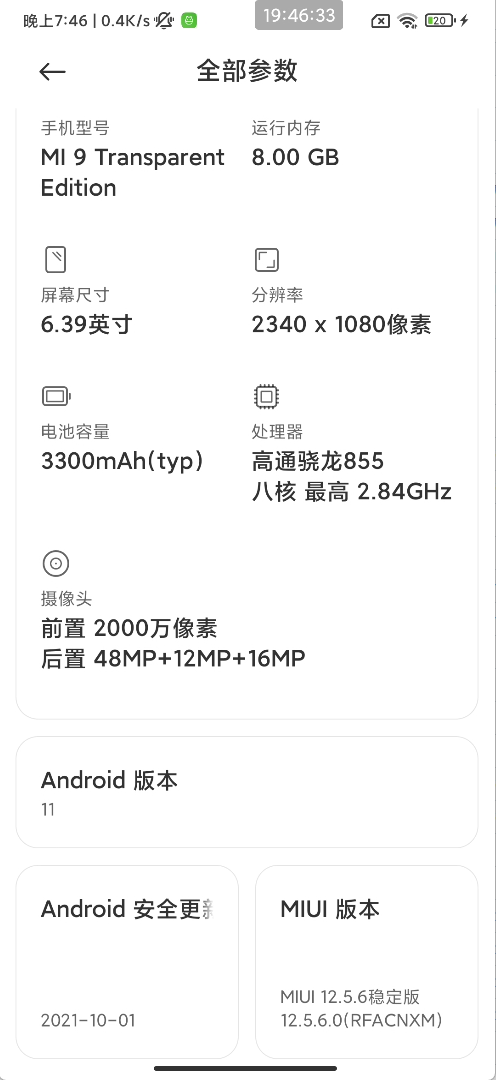 晚上7:46 | 0.4K/s
19:46:33
20
全部参数
手机型号
MI 9 Transparent
Edition
运行内存
8.00 GB
屏幕尺寸
6.39英寸
分辨率
2340 x 1080像素
电池容量
3300mAh(typ)
处理器
高通骁龙855
八核 最高 2.84GHz
摄像头
前置 2000万像素
后置 48MP+12MP+16MP
Android 版本
11
Android 安全更新
2021-10-01
MIUI 版本
MIUI 12.5.6稳定版
12.5.6.0(RFACNXM)